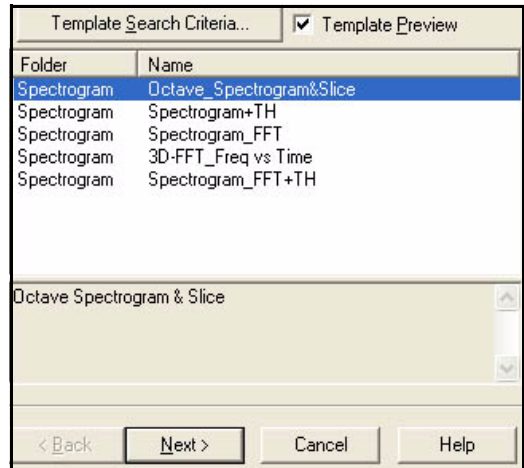 Template Search Criteria... Template Preview
Folder Name
Spectrogram Octave_Spectrogram&Slice
Spectrogram Spectrogram+TH
Spectrogram Spectrogram_FFT
Spectrogram 3D-FFT_Freq vs Time
Spectrogram Spectrogram_FFT+TH
Octave Spectrogram & Slice
< Back Next > Cancel Help